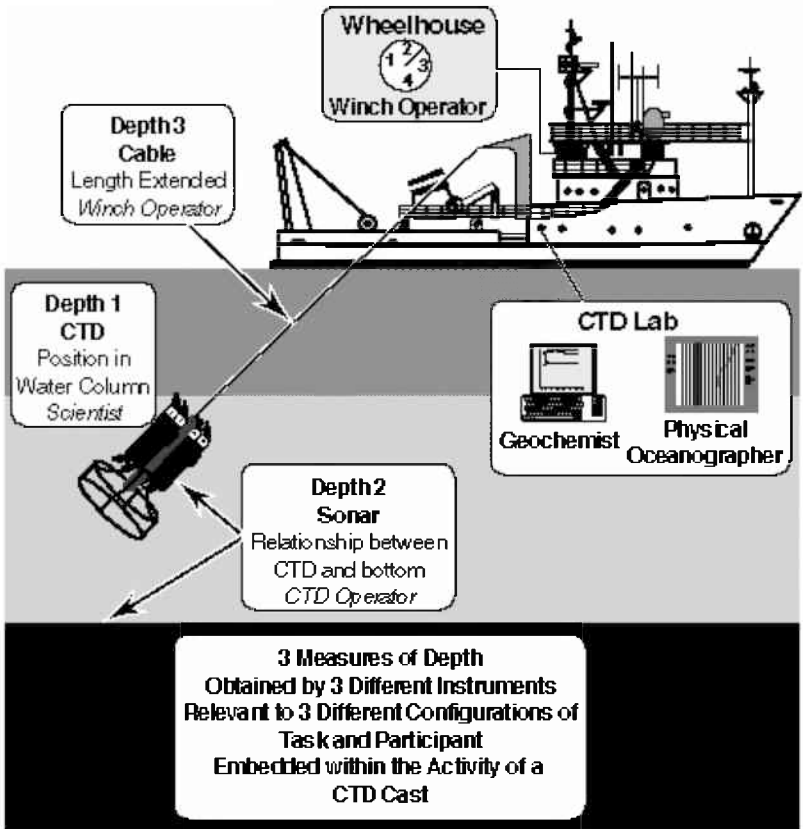 Wheelhouse
1 2 3 4
Winch Operator
Depth 3
Cable
Length Extended
Winch Operator
Depth 1
CTD
Position in
Water Column
Scientist
CTD Lab
Geochemist
Physical
Oceanographer
Depth 2
Sonar
Relationship between
CTD and bottom
CTD Operator
3 Measures of Depth
Obtained by 3 Different Instruments
Relevant to 3 Different Configurations of
Task and Participant
Embedded within the Activity of a
CTD Cast